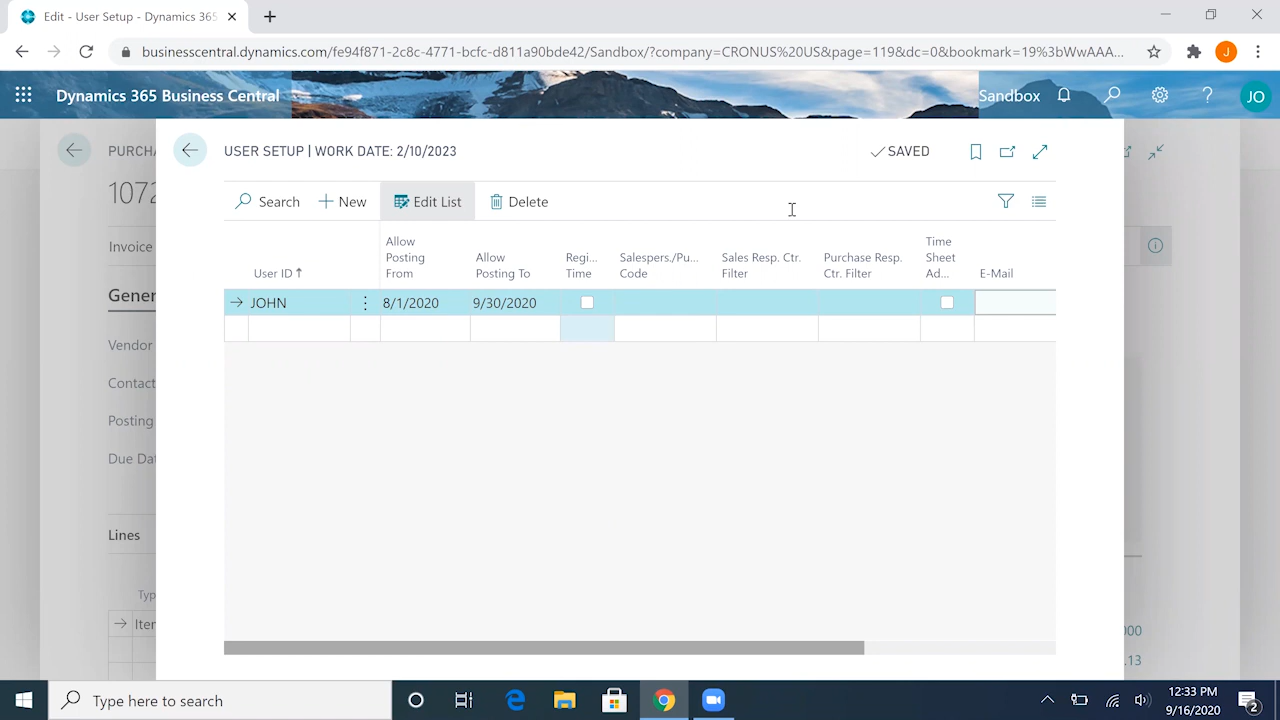 Edit - User Setup - Dynamics 365
businesscentral.dynamics.com/fe94f871-2c8c-4771-bcfc-d811a90bde42/Sandbox/?company=CRONUS%20US&page=119&dc=0&bookmark=19%3bWwAAA...
J
Dynamics 365 Business Central
Sandbox
?
JO
PURCHA
USER SETUP | WORK DATE: 2/10/2023
SAVED
1072
Search
New
Edit List
Delete
Invoice
User ID
Allow Posting From
Allow Posting To
Regi... Time
Salespers./Pu... Code
Sales Resp. Ctr. Filter
Purchase Resp. Ctr. Filter
Time Sheet Ad...
E-Mail
Gener
JOHN
8/1/2020
9/30/2020
Vendor
Contact
Posting
Due Dat
Lines
Typ
Item
000
.13
Type here to search
12:33 PM
9/16/2020
2